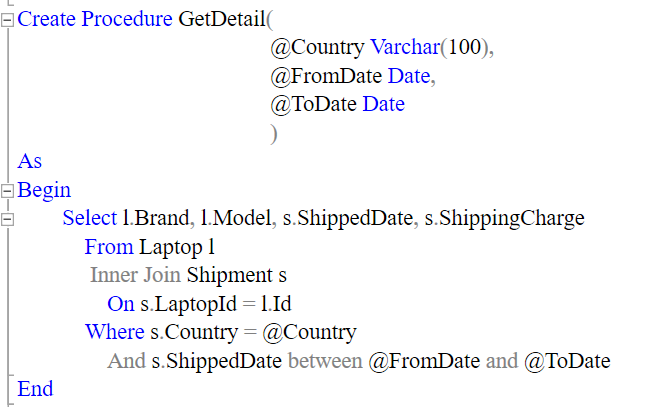 Create Procedure GetDetail(
@Country Varchar(100),
@FromDate Date,
@ToDate Date
)
As
Begin
Select l.Brand, l.Model, s.ShippedDate, s.ShippingCharge
From Laptop l
Inner Join Shipment s
On s.LaptopId = l.Id
Where s.Country = @Country
And s.ShippedDate between @FromDate and @ToDate
End